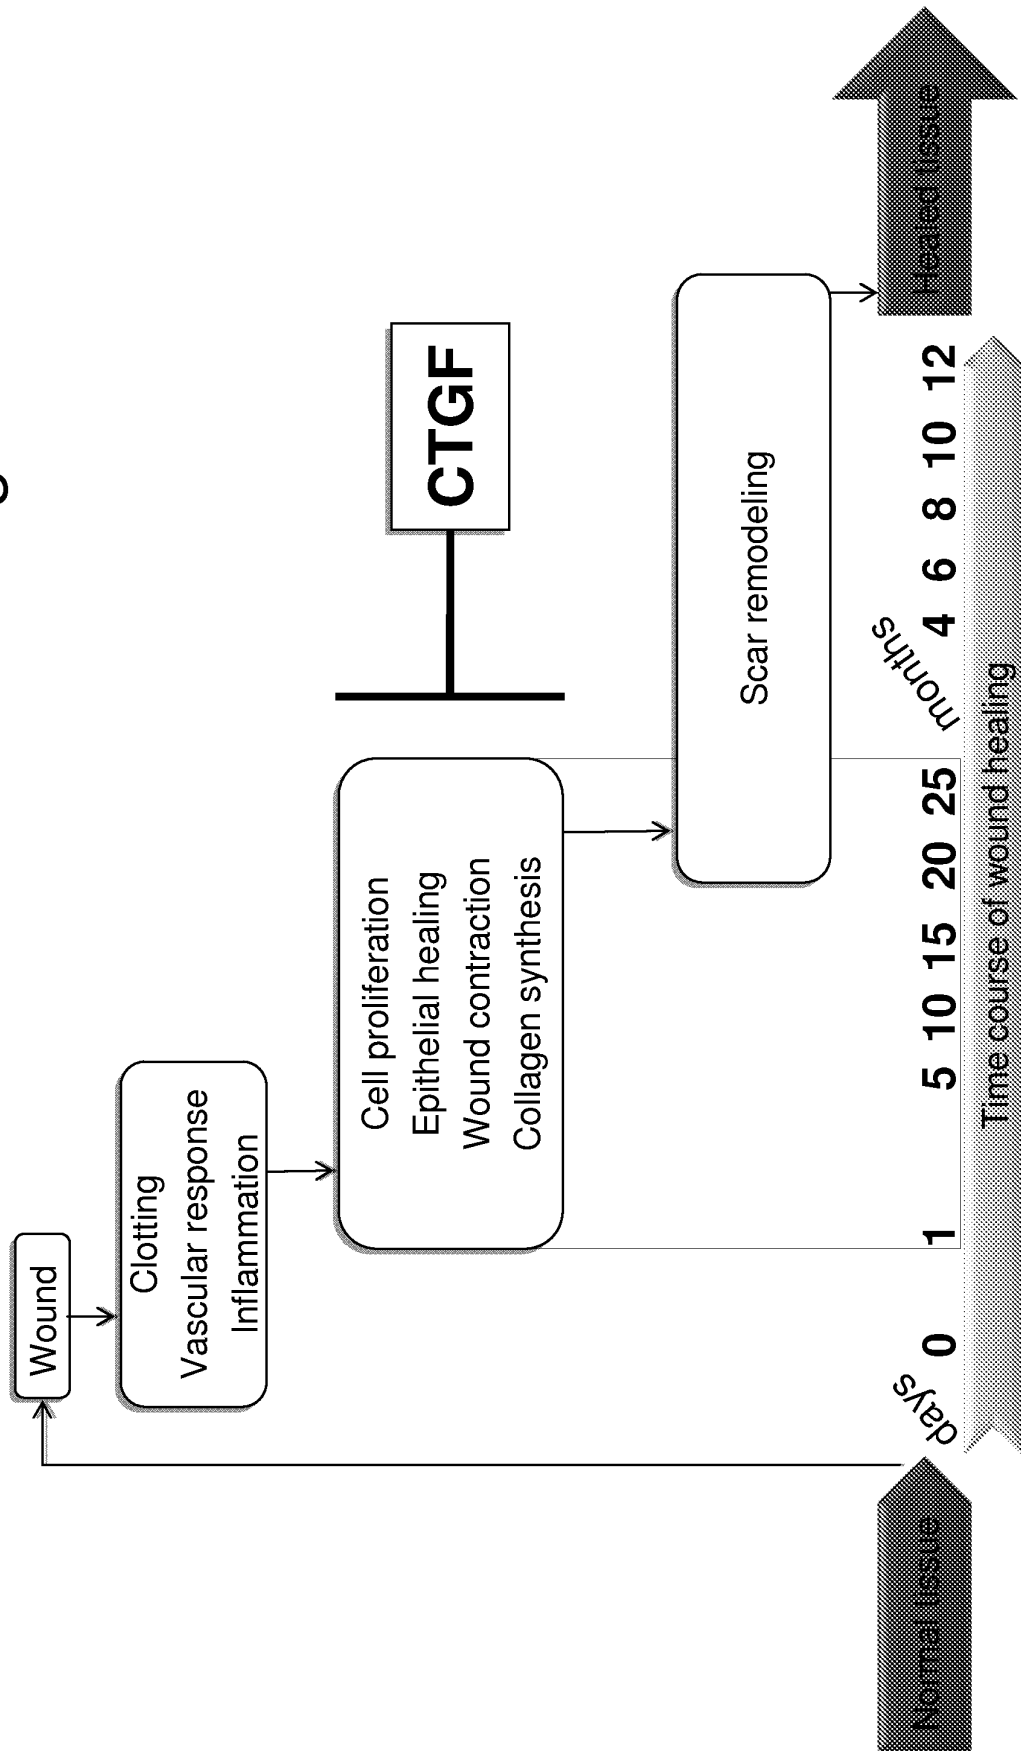 Wound
Clotting
Vascular response
Inflammation
Cell proliferation
Epithelial healing
Wound contraction
Collagen synthesis
CTGF
Scar remodeling
Normal tissue
days
0 1 5 10 15 20 25
months
4 6 8 10 12
Healed tissue
Time course of wound healing